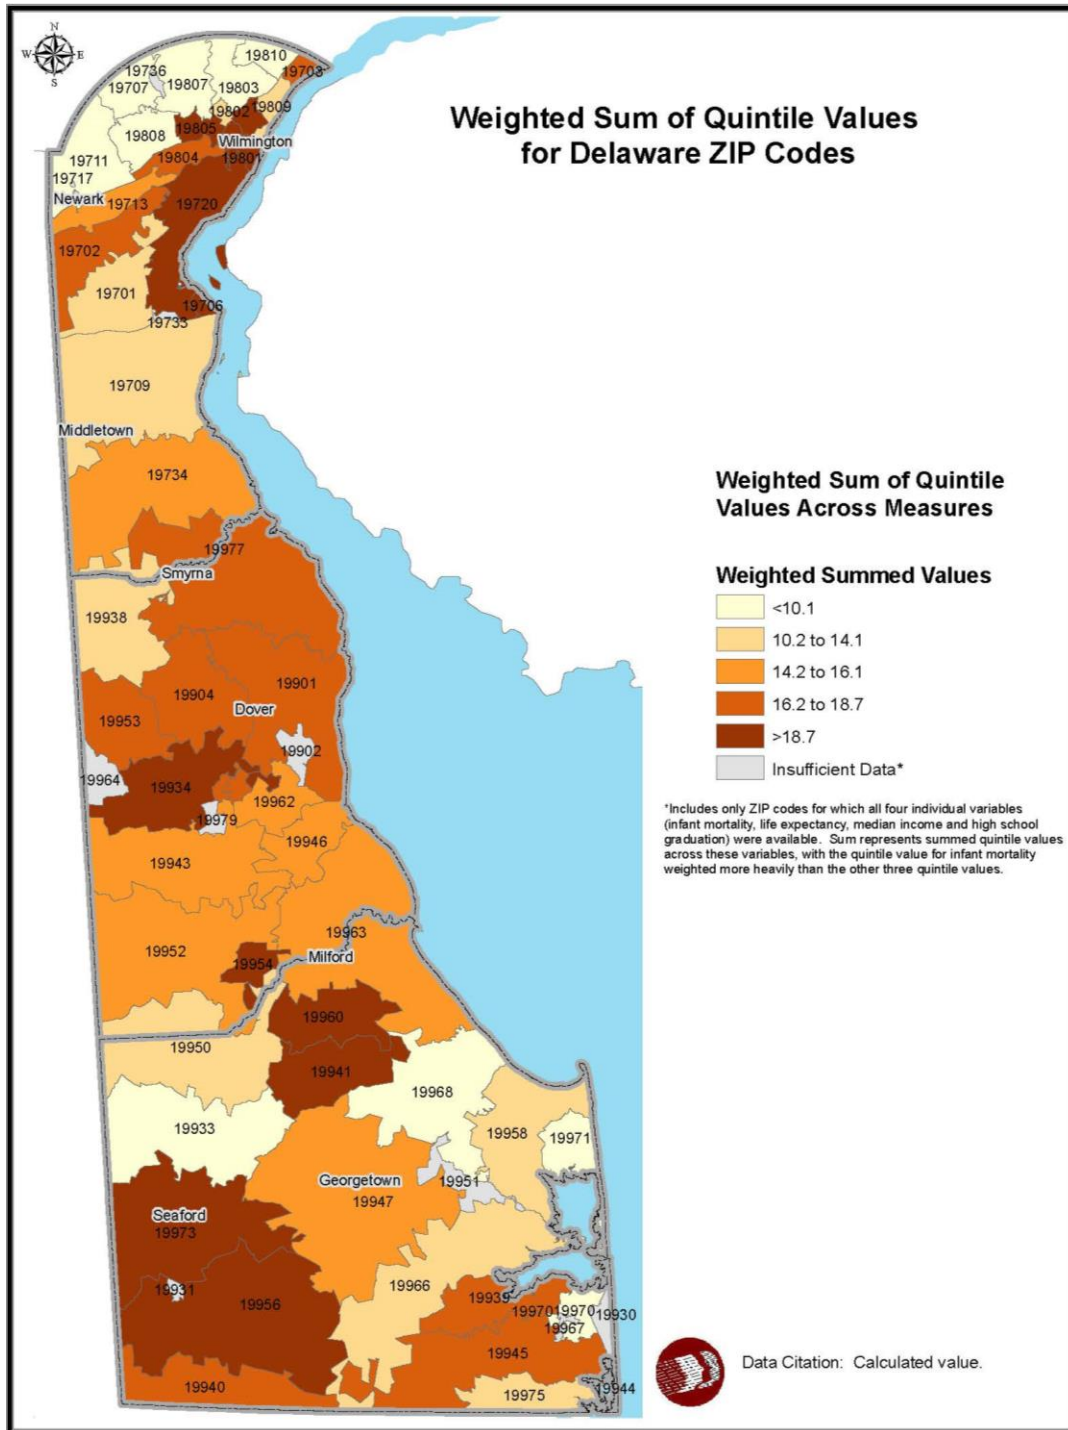 N
W E
S
Weighted Sum of Quintile Values
for Delaware ZIP Codes
19810
19736
19703
19707
19807
19803
19802
19809
19805
19808
Wilmington
19804
19801
19711
19717
Newark
19713
19720
19702
19701
19706
19733
19709
Middletown
19734
19977
Smyrna
19938
19904
19901
Dover
19953
19902
19964
19934
19962
19979
19946
19943
19963
19952
19954
Milford
19960
19950
19941
19968
19933
19958
19971
Georgetown
19951
19947
Seaford
19973
19966
19931
19956
19939
19970
19970
19930
19967
19945
19940
19975
19944
Weighted Sum of Quintile
Values Across Measures
Weighted Summed Values
<10.1
10.2 to 14.1
14.2 to 16.1
16.2 to 18.7
>18.7
Insufficient Data*
*Includes only ZIP codes for which all four individual variables
(infant mortality, life expectancy, median income and high school
graduation) were available. Sum represents summed quintile values
across these variables, with the quintile value for infant mortality
weighted more heavily than the other three quintile values.
Data Citation: Calculated value.